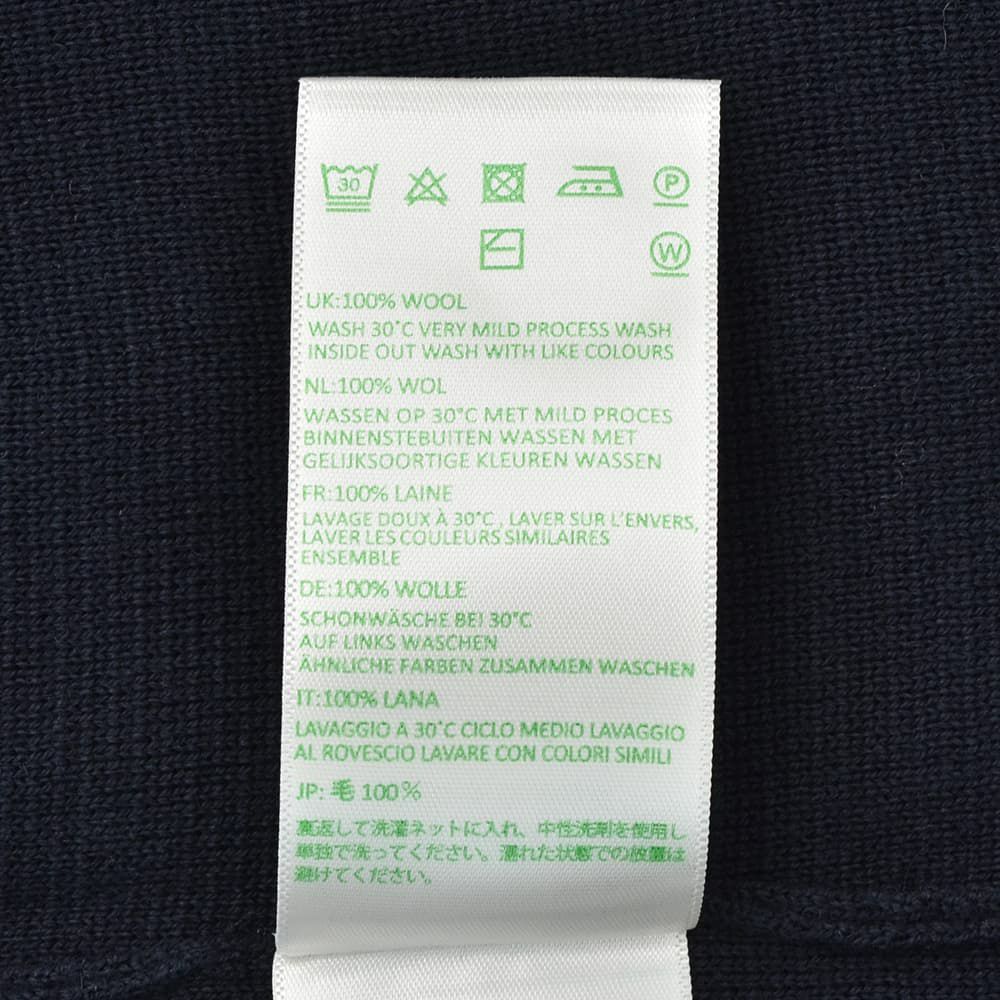 30
P
W
UK:100% WOOL
WASH 30°C VERY MILD PROCESS WASH
INSIDE OUT WASH WITH LIKE COLOURS
NL:100% WOL
WASSEN OP 30°C MET MILD PROCES
BINNENSTEBUITEN WASSEN MET
GELIJKSOORTIGE KLEUREN WASSEN
FR:100% LAINE
LAVAGE DOUX À 30°C , LAVER SUR L'ENVERS,
LAVER LES COULEURS SIMILAIRES
ENSEMBLE
DE:100% WOLLE
SCHONWÄSCHE BEI 30°C
AUF LINKS WASCHEN
ÄHNLICHE FARBEN ZUSAMMEN WASCHEN
IT:100% LANA
LAVAGGIO A 30°C CICLO MEDIO LAVAGGIO
AL ROVESCIO LAVARE CON COLORI SIMILI
JP: 毛 100%
裏返して洗濯ネットに入れ、中性洗剤を使用し
単独で洗ってください。濡れた状態での放置は
避けてください。